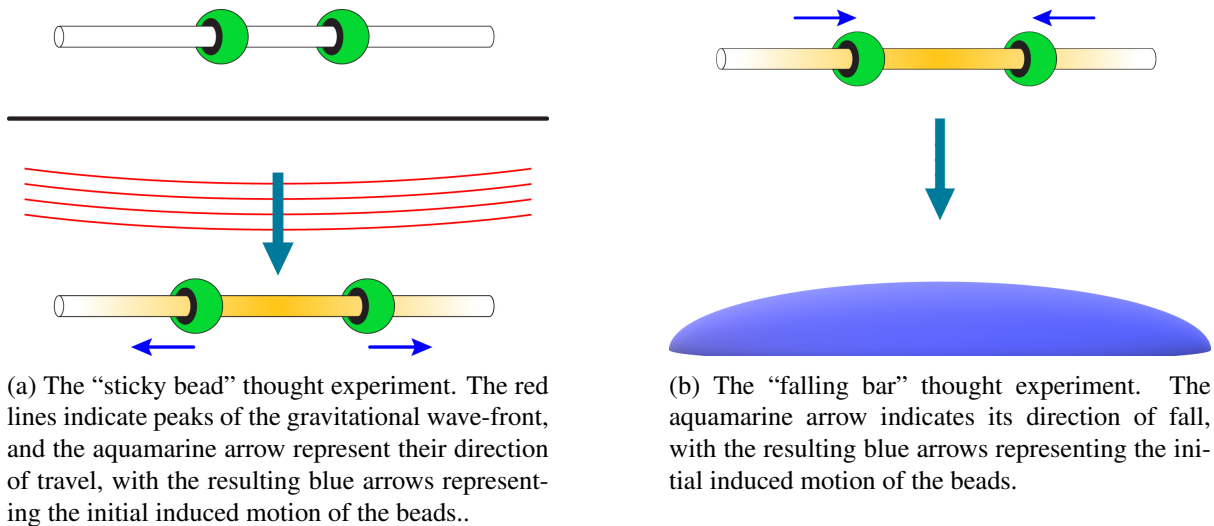 (a) The “sticky bead” thought experiment. The red
lines indicate peaks of the gravitational wave-front,
and the aquamarine arrow represent their direction
of travel, with the resulting blue arrows represent-
ing the initial induced motion of the beads..
(b) The “falling bar” thought experiment. The
aquamarine arrow indicates its direction of fall,
with the resulting blue arrows representing the ini-
tial induced motion of the beads.